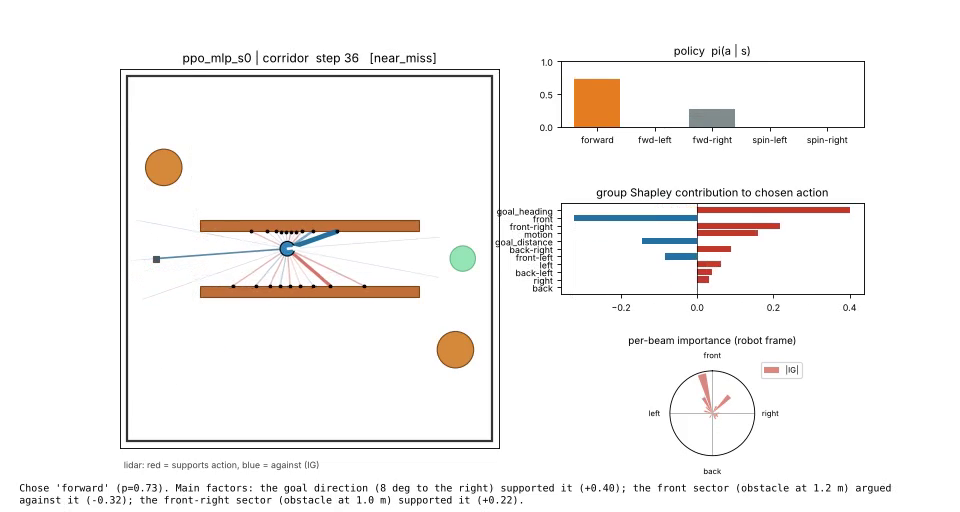 ppo_mlp_s0 | corridor  step 36   [near_miss]
policy  pi(a | s)
1.0
0.5
0.0
forward
fwd-left
fwd-right
spin-left
spin-right
group Shapley contribution to chosen action
goal_heading
front
front-right
motion
goal_distance
back-right
front-left
left
back-left
right
back
−0.2
0.0
0.2
0.4
per-beam importance (robot frame)
front
|IG|
left
right
back
lidar: red = supports action, blue = against (IG)
Chose 'forward' (p=0.73). Main factors: the goal direction (8 deg to the right) supported it (+0.40); the front sector (obstacle at 1.2 m) argued
against it (-0.32); the front-right sector (obstacle at 1.0 m) supported it (+0.22).